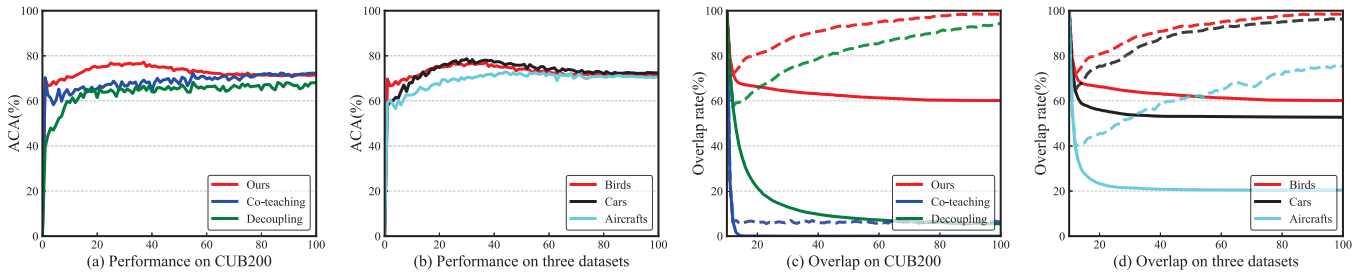 100
80
60
40
20
0
ACA(%)
Ours
Co-teaching
Decoupling
0 20 40 60 80 100
(a) Performance on CUB200
100
80
60
40
20
0
ACA(%)
Birds
Cars
Aircrafts
0 20 40 60 80 100
(b) Performance on three datasets
100
80
60
40
20
0
Overlap rate(%)
Ours
Co-teaching
Decoupling
20 40 60 80 100
(c) Overlap on CUB200
100
80
60
40
20
0
Overlap rate(%)
Birds
Cars
Aircrafts
20 40 60 80 100
(d) Overlap on three datasets